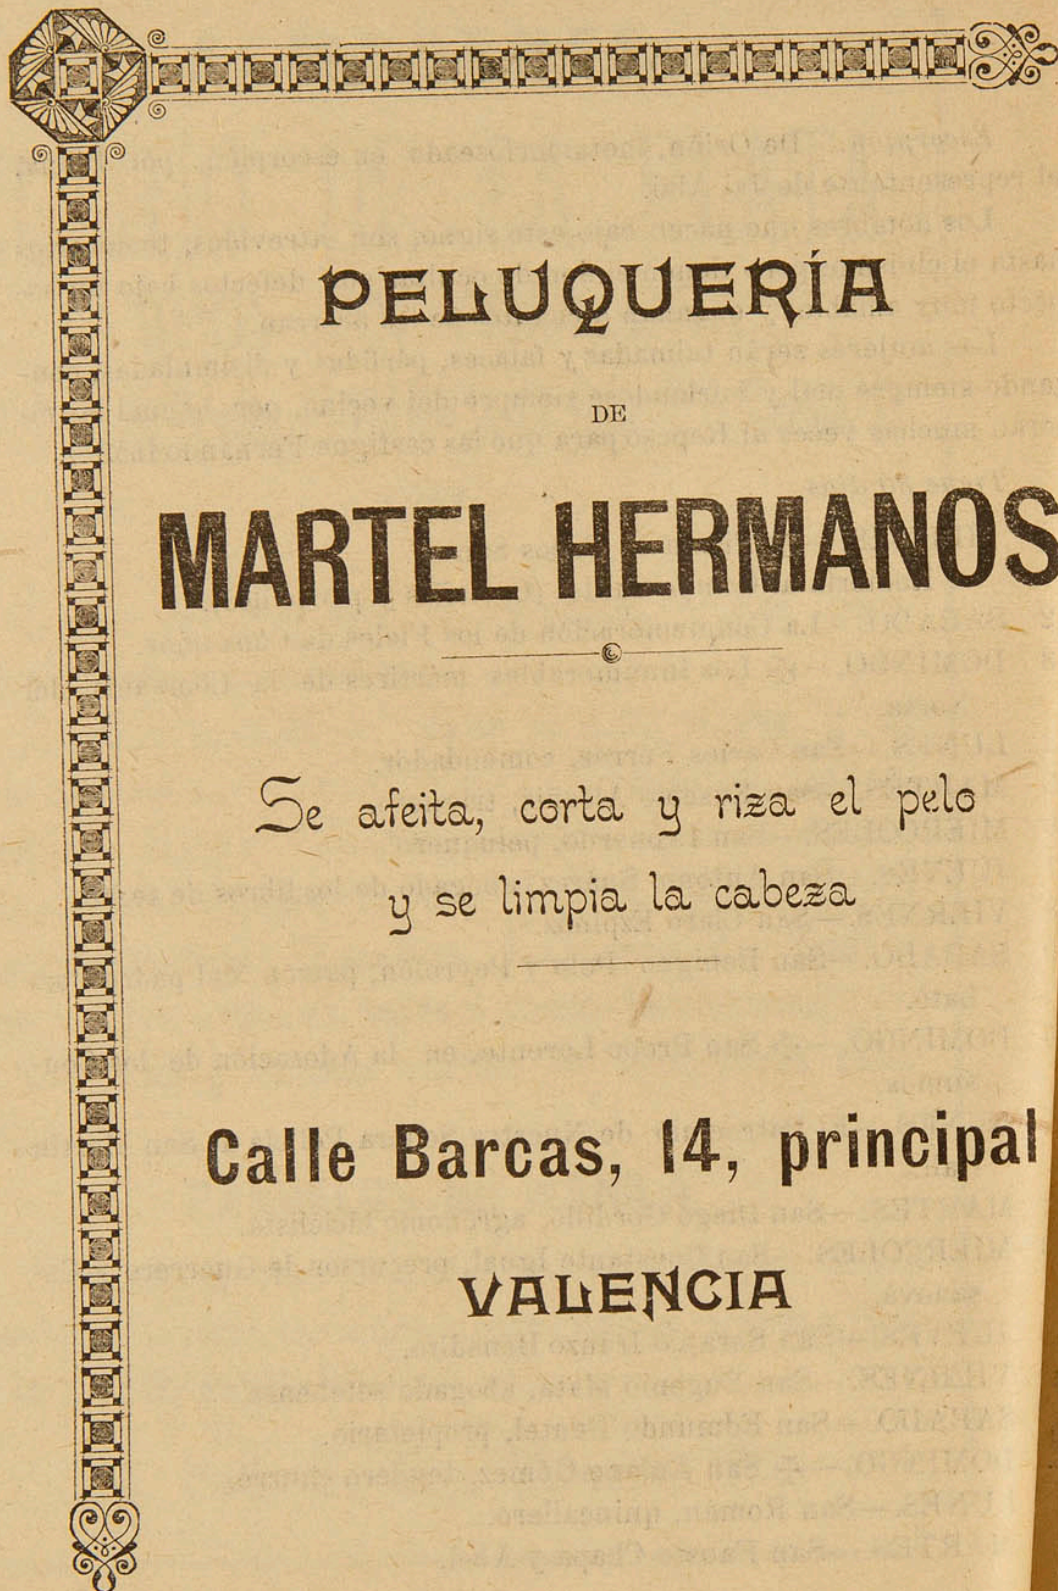 PELUQUERÍA
DE
MARTEL HERMANOS
Se afeita, corta y riza el pelo
y se limpia la cabeza
Calle Barcas, 14, principal
VALENCIA